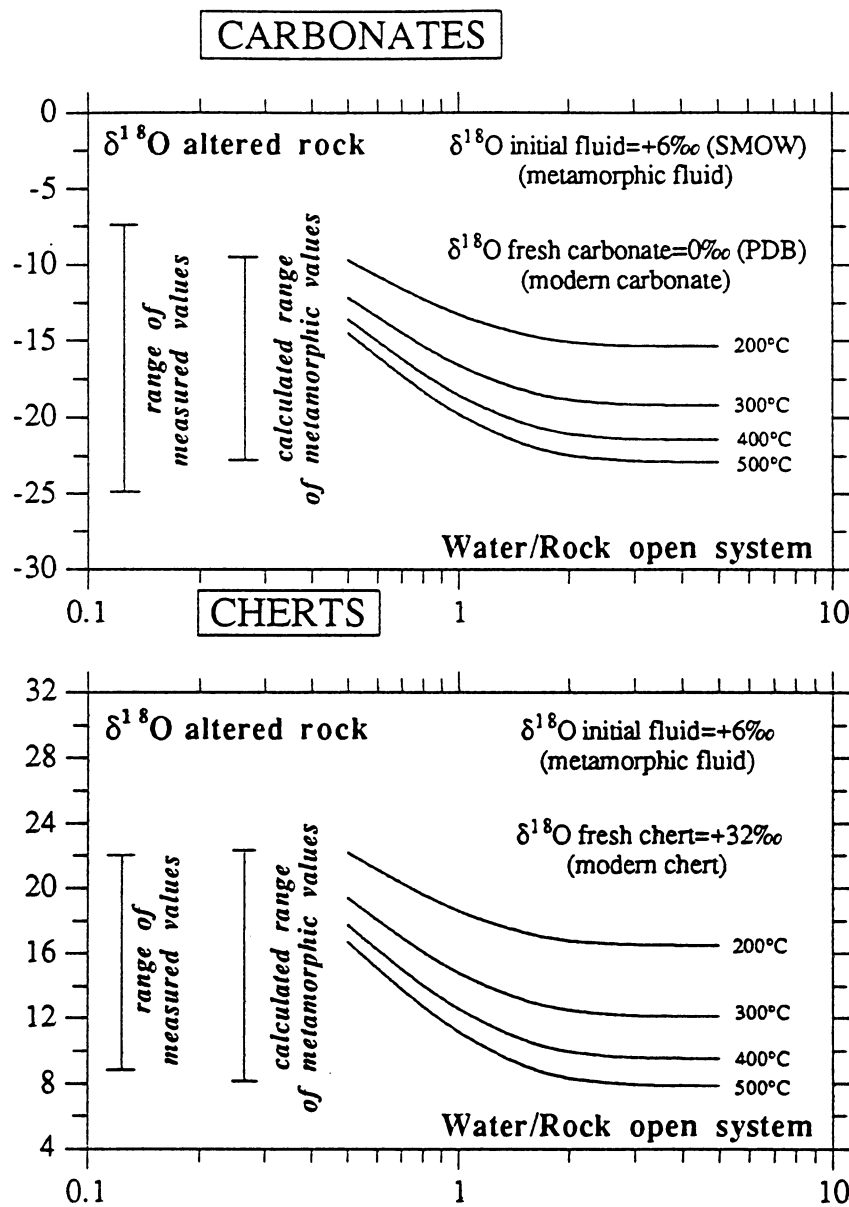 CARBONATES
0
-5
-10
-15
-20
-25
-30
δ¹⁸O altered rock
δ¹⁸O initial fluid=+6‰ (SMOW)
(metamorphic fluid)
δ¹⁸O fresh carbonate=0‰ (PDB)
(modern carbonate)
range of
measured values
calculated range
of metamorphic values
200°C
300°C
400°C
500°C
Water/Rock open system
0.1
1
10
CHERTS
32
28
24
20
16
12
8
4
δ¹⁸O altered rock
δ¹⁸O initial fluid=+6‰
(metamorphic fluid)
δ¹⁸O fresh chert=+32‰
(modern chert)
range of
measured values
calculated range
of metamorphic values
200°C
300°C
400°C
500°C
Water/Rock open system
0.1
1
10